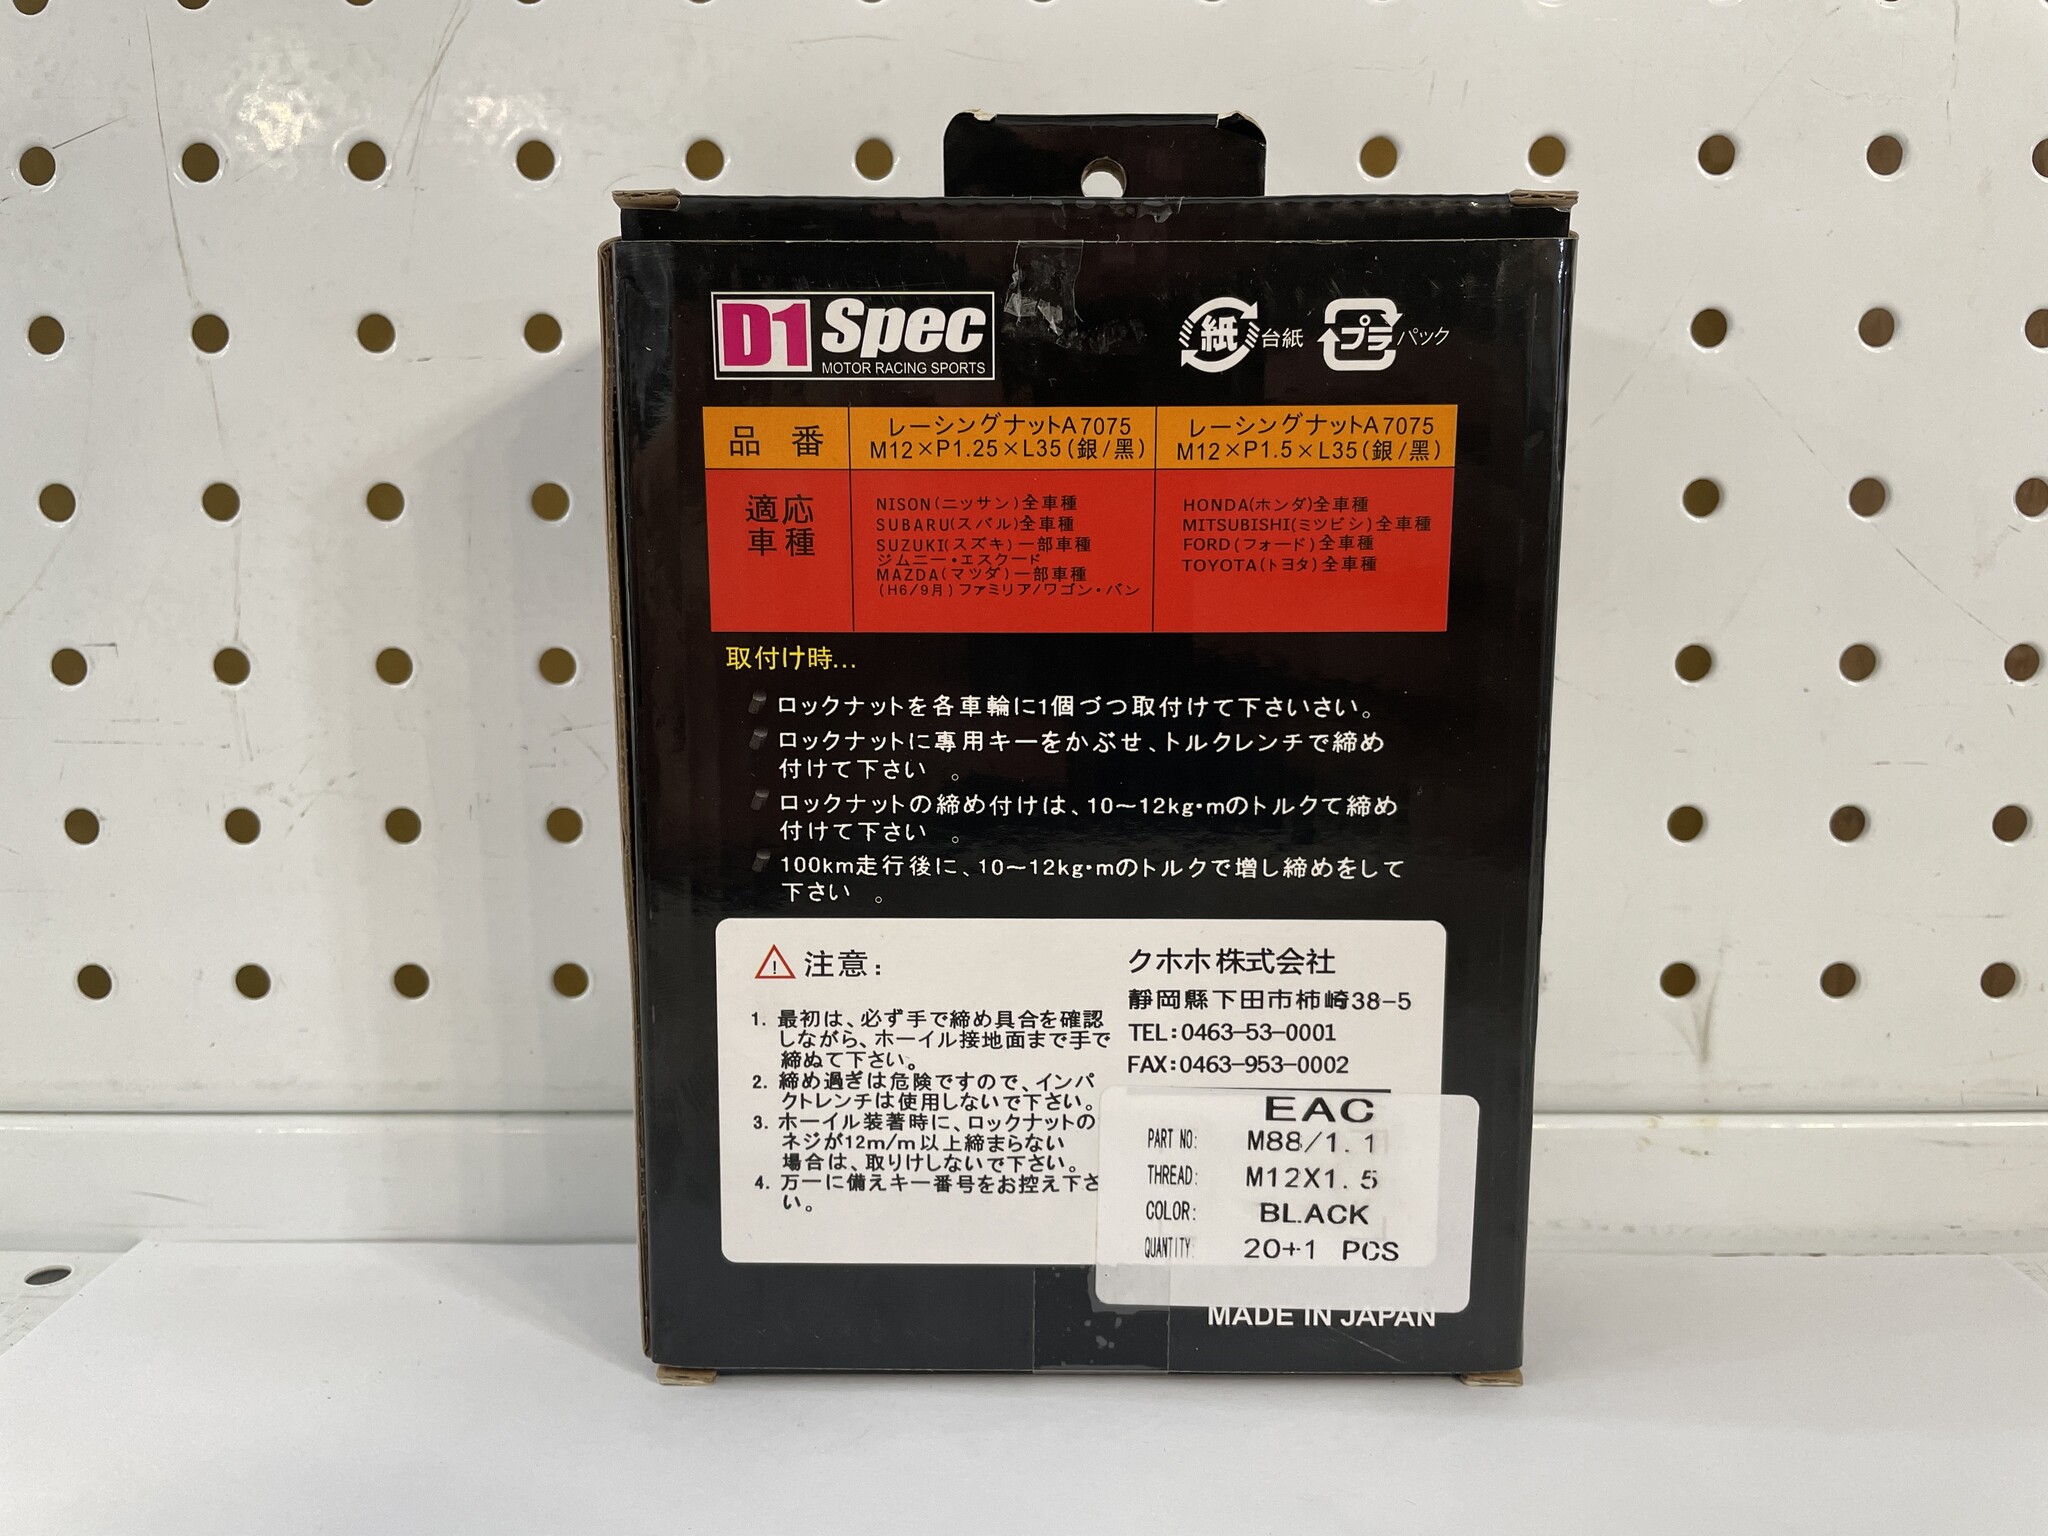 D1 Spec
MOTOR RACING SPORTS
紙 台紙
プラ パック
品 番
レーシングナットA7075
M12×P1.25×L35(銀/黑)
レーシングナットA7075
M12×P1.5×L35(銀/黑)
適応
車種
NISON(ニッサン)全車種
SUBARU(スバル)全車種
SUZUKI(スズキ)一部車種
ジムニー・エスクード
MAZDA(マツダ)一部車種
(H6/9月)ファミリア/ワゴン・バン
HONDA(ホンダ)全車種
MITSUBISHI(ミツビシ)全車種
FORD(フォード)全車種
TOYOTA(トヨタ)全車種
取付け時...
ロックナットを各車輪に1個づつ取付けて下さいさい。
ロックナットに專用キーをかぶせ、トルクレンチで締め
付けて下さい 。
ロックナットの締め付けは、10〜12kg·mのトルクて締め
付けて下さい 。
100km走行後に、10〜12kg·mのトルクで増し締めをして
下さい 。
注意:
1. 最初は、必ず手で締め具合を確認
しながら、ホーイル接地面まで手で
締ぬて下さい。
2. 締め過ぎは危険ですので、インパ
クトレンチは使用しないで下さい。
3. ホーイル装著時に、ロックナットの
ネジが12m/m以上締まらない
場合は、取りけしないで下さい。
4. 万一に備えキー番号をお控え下さ
い。
クホホ株式会社
靜岡縣下田市柿崎38-5
TEL:0463-53-0001
FAX:0463-953-0002
EAC
PART NO: M88/1.1
THREAD: M12X1.5
COLOR: BLACK
QUANTITY: 20+1 PCS
MADE IN JAPAN